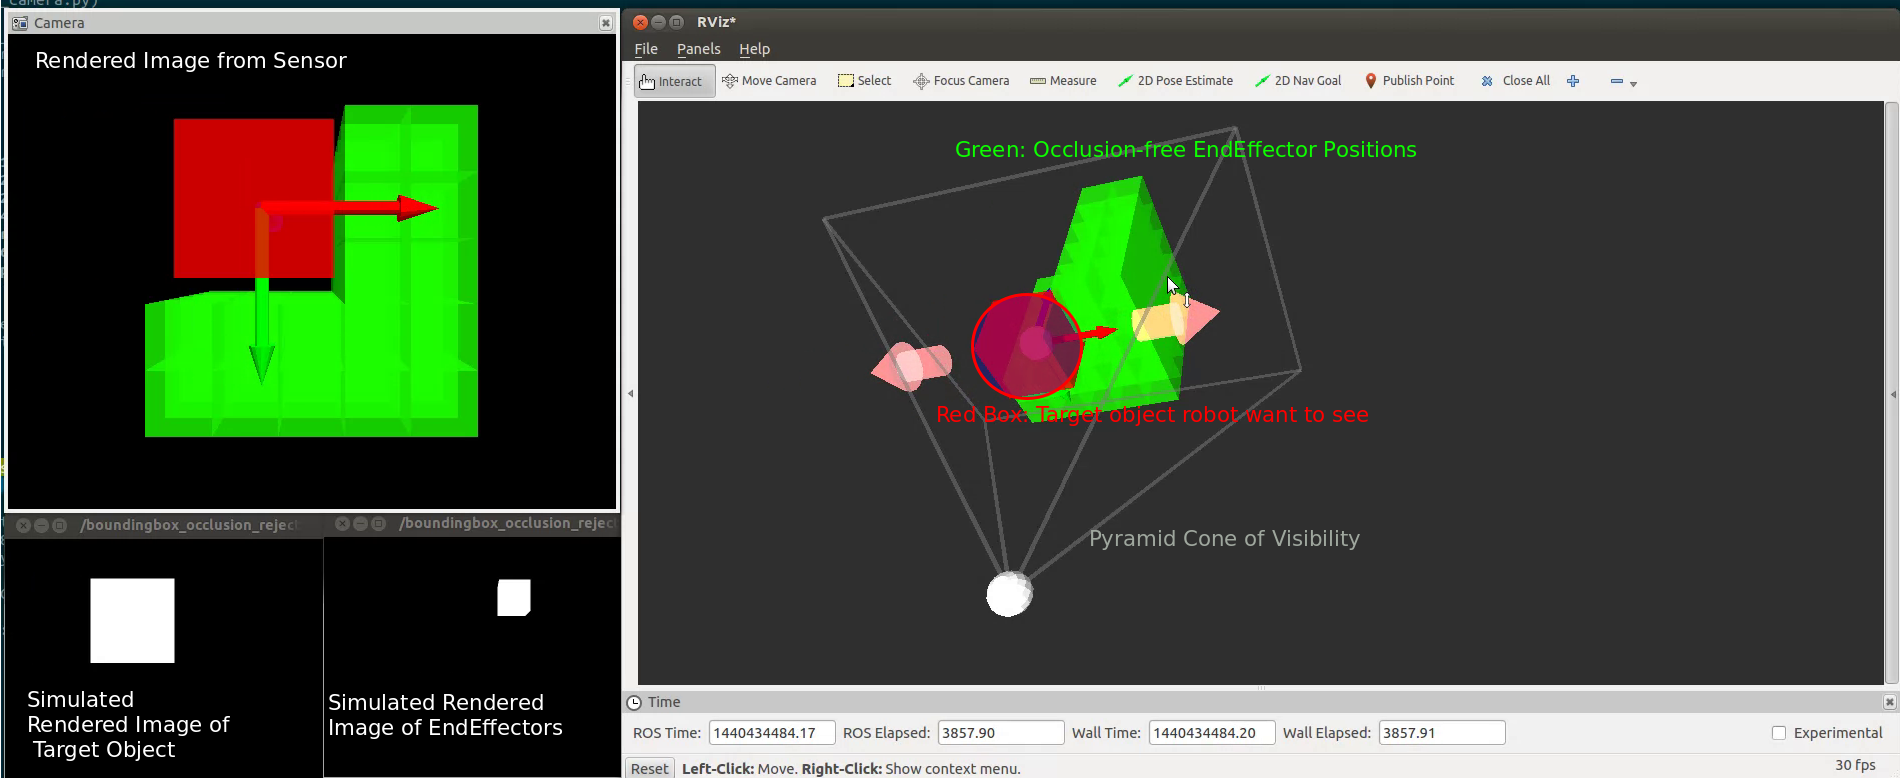 Camera.py)
Camera
Rendered Image from Sensor
RViz*
File Panels Help
Interact Move Camera Select Focus Camera Measure 2D Pose Estimate 2D Nav Goal Publish Point Close All
Green: Occlusion-free EndEffector Positions
Red Box: Target object robot want to see
Pyramid Cone of Visibility
/boundingbox_occlusion_reject
/boundingbox_occlusion_reject
Simulated
Rendered Image of
Target Object
Simulated Rendered
Image of EndEffectors
Time
ROS Time: 1440434484.17 ROS Elapsed: 3857.90 Wall Time: 1440434484.20 Wall Elapsed: 3857.91 Experimental
Reset Left-Click: Move. Right-Click: Show context menu. 30 fps